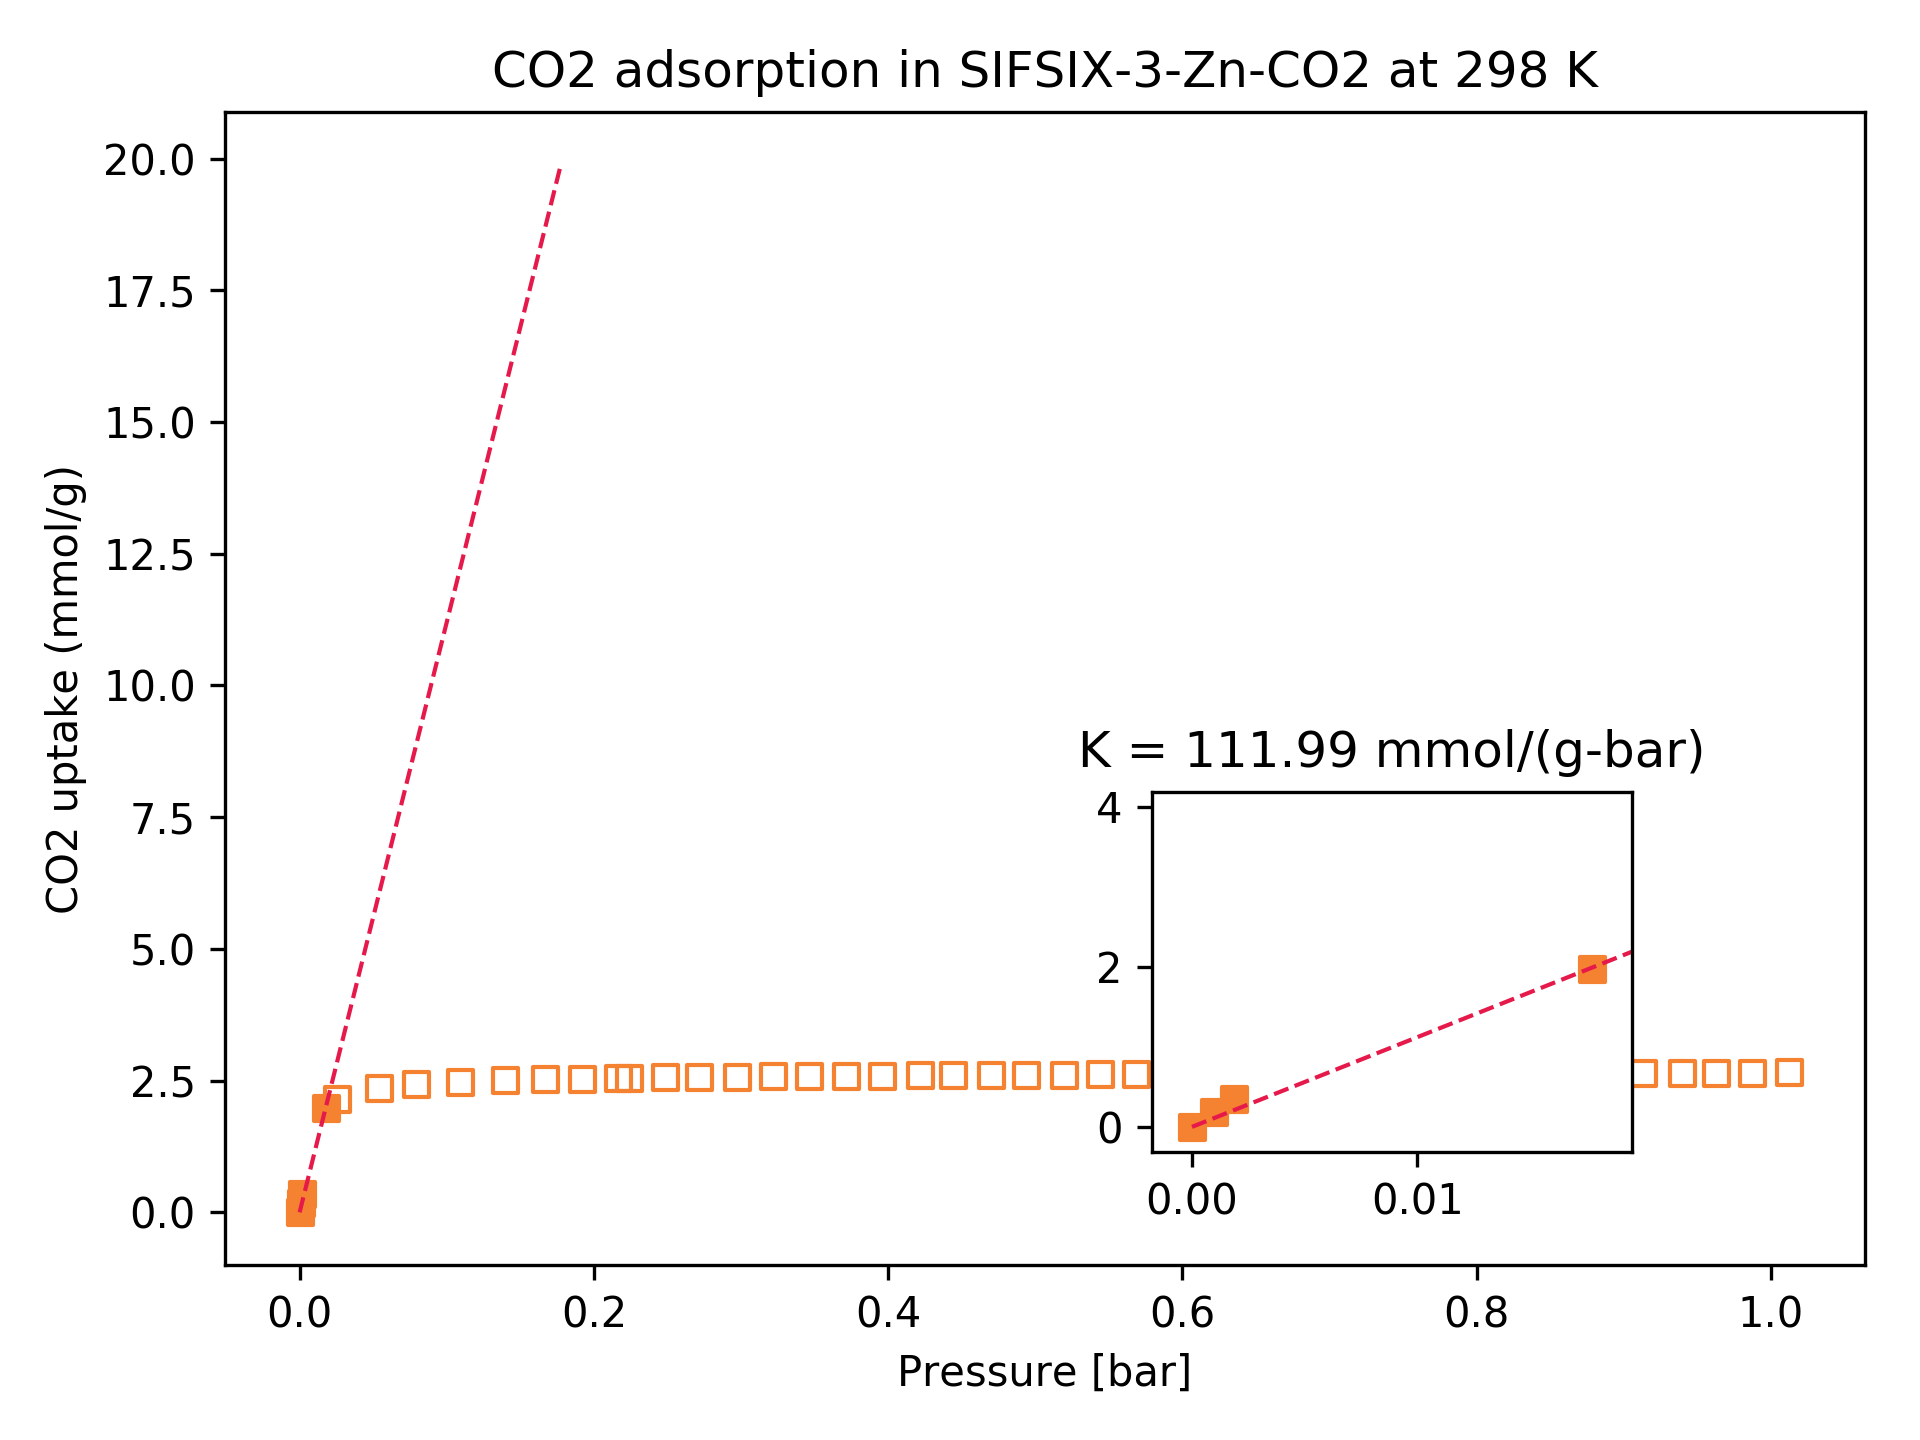 CO2 adsorption in SIFSIX-3-Zn-CO2 at 298 K
20.0
17.5
15.0
12.5
10.0
7.5
5.0
2.5
0.0
CO2 uptake (mmol/g)
K = 111.99 mmol/(g-bar)
4
2
0
0.00 0.01
0.0 0.2 0.4 0.6 0.8 1.0
Pressure [bar]